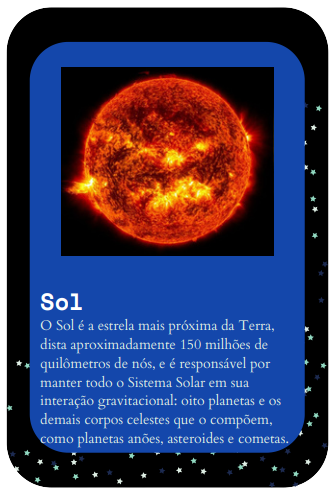 Sol
O Sol é a estrela mais próxima da Terra,
dista aproximadamente 150 milhões de
quilômetros de nós, e é responsável por
manter todo o Sistema Solar em sua
interação gravitacional: oito planetas e os
demais corpos celestes que o compõem,
como planetas anões, asteroides e cometas.